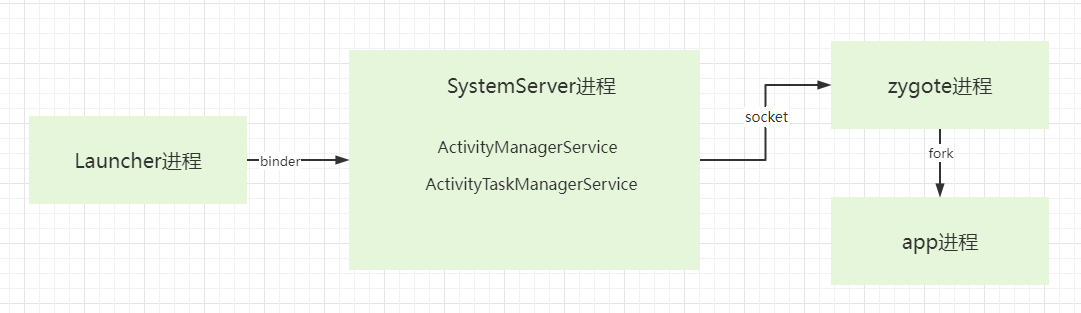 Launcher进程
binder
SystemServer进程
ActivityManagerService
ActivityTaskManagerService
socket
zygote进程
fork
app进程